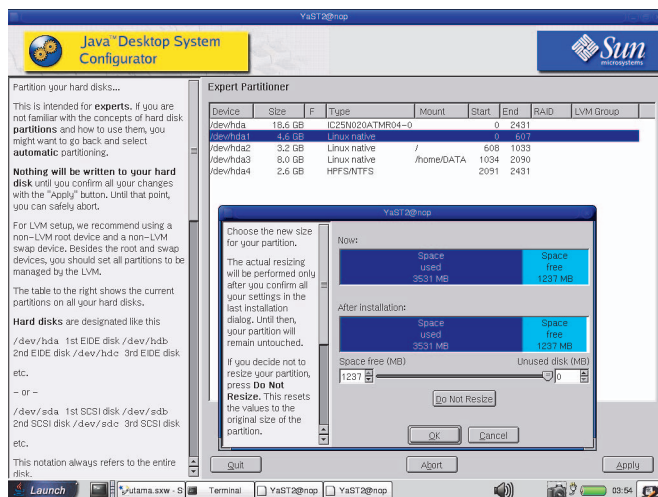 YaST2@nop
Java™Desktop System
Configurator
Sun
microsystems
Partition your hard disks...
This is intended for experts. If you are
not familiar with the concepts of hard disk
partitions and how to use them, you
might want to go back and select
automatic partitioning.
Nothing will be written to your hard
disk until you confirm all your changes
with the "Apply" button. Until that point,
you can safely abort.
For LVM setup, we recommend using a
non-LVM root device and a non-LVM
swap device. Besides the root and swap
devices, you should set all partitions to be
managed by the LVM.
The table to the right shows the current
partitions on all your hard disks.
Hard disks are designated like this
/dev/hda 1st EIDE disk /dev/hdb
2nd EIDE disk /dev/hdc 3rd EIDE disk
etc.
- or -
/dev/sda 1st SCSI disk /dev/sdb
2nd SCSI disk /dev/sdc 3rd SCSI disk
etc.
This notation always refers to the entire
disk.
Expert Partitioner
Device Size F Type Mount Start End RAID LVM Group
/dev/hda 18.6 GB IC25N020ATMR04-0 0 2431
/dev/hda1 4.6 GB Linux native 0 607
/dev/hda2 3.2 GB Linux native / 608 1033
/dev/hda3 8.0 GB Linux native /home/DATA 1034 2090
/dev/hda4 2.6 GB HPFS/NTFS 2091 2431
YaST2@nop
Choose the new size
for your partition.
The actual resizing
will be performed only
after you confirm all
your settings in the
last installation
dialog. Until then,
your partition will
remain untouched.
If you decide not to
resize your partition,
press Do Not
Resize. This resets
the values to the
original size of the
partition.
Now:
Space
used
3531 MB
Space
free
1237 MB
After installation:
Space
used
3531 MB
Space
free
1237 MB
Space free (MB) Unused disk (MB)
1237 0
Do Not Resize
OK Cancel
Quit Abort Apply
Launch utama.sxw - S Terminal YaST2@nop YaST2@nop 03:54